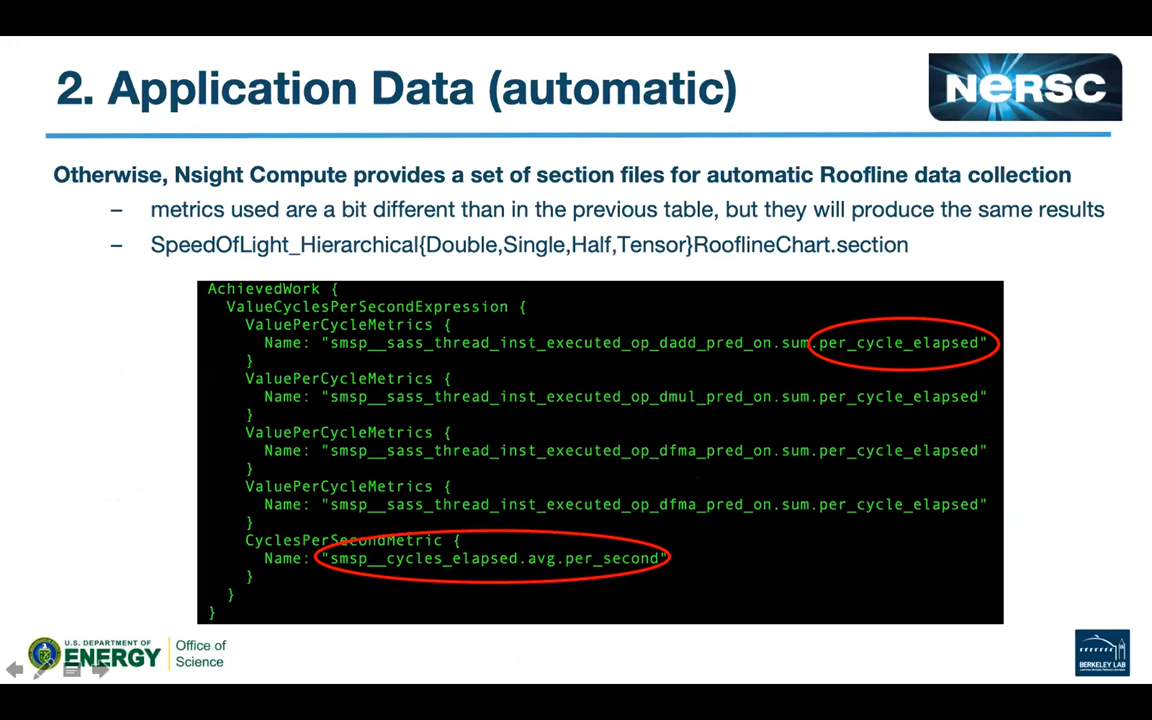 2. Application Data (automatic)
NERSC
Otherwise, Nsight Compute provides a set of section files for automatic Roofline data collection
– metrics used are a bit different than in the previous table, but they will produce the same results
– SpeedOfLight_Hierarchical{Double,Single,Half,Tensor}RooflineChart.section
AchievedWork {
ValueCyclesPerSecondExpression {
ValuePerCycleMetrics {
Name: "smsp__sass_thread_inst_executed_op_dadd_pred_on.sum.per_cycle_elapsed"
}
ValuePerCycleMetrics {
Name: "smsp__sass_thread_inst_executed_op_dmul_pred_on.sum.per_cycle_elapsed"
}
ValuePerCycleMetrics {
Name: "smsp__sass_thread_inst_executed_op_dfma_pred_on.sum.per_cycle_elapsed"
}
ValuePerCycleMetrics {
Name: "smsp__sass_thread_inst_executed_op_dfma_pred_on.sum.per_cycle_elapsed"
}
CyclesPerSecondMetric {
Name: "smsp__cycles_elapsed.avg.per_second"
}
}
}
U.S. DEPARTMENT OF
ENERGY
Office of
Science
BERKELEY LAB